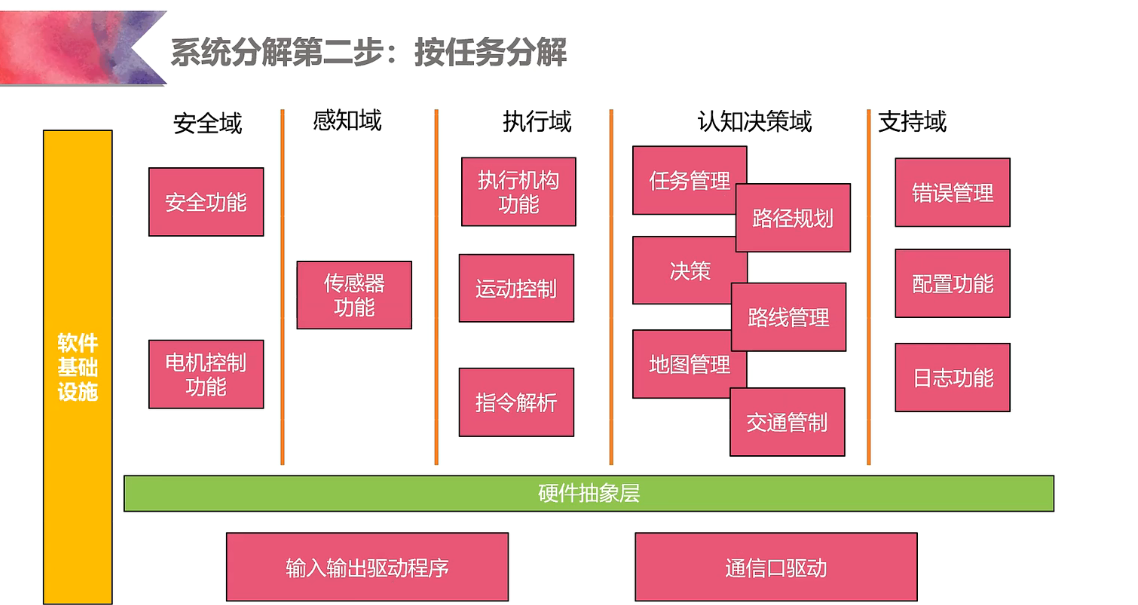 系统分解第二步：按任务分解
安全域
感知域
执行域
认知决策域
支持域
软件
基础
设施
安全功能
电机控制
功能
传感器
功能
执行机构
功能
运动控制
指令解析
任务管理
路径规划
决策
路线管理
地图管理
交通管制
错误管理
配置功能
日志功能
硬件抽象层
输入输出驱动程序
通信口驱动